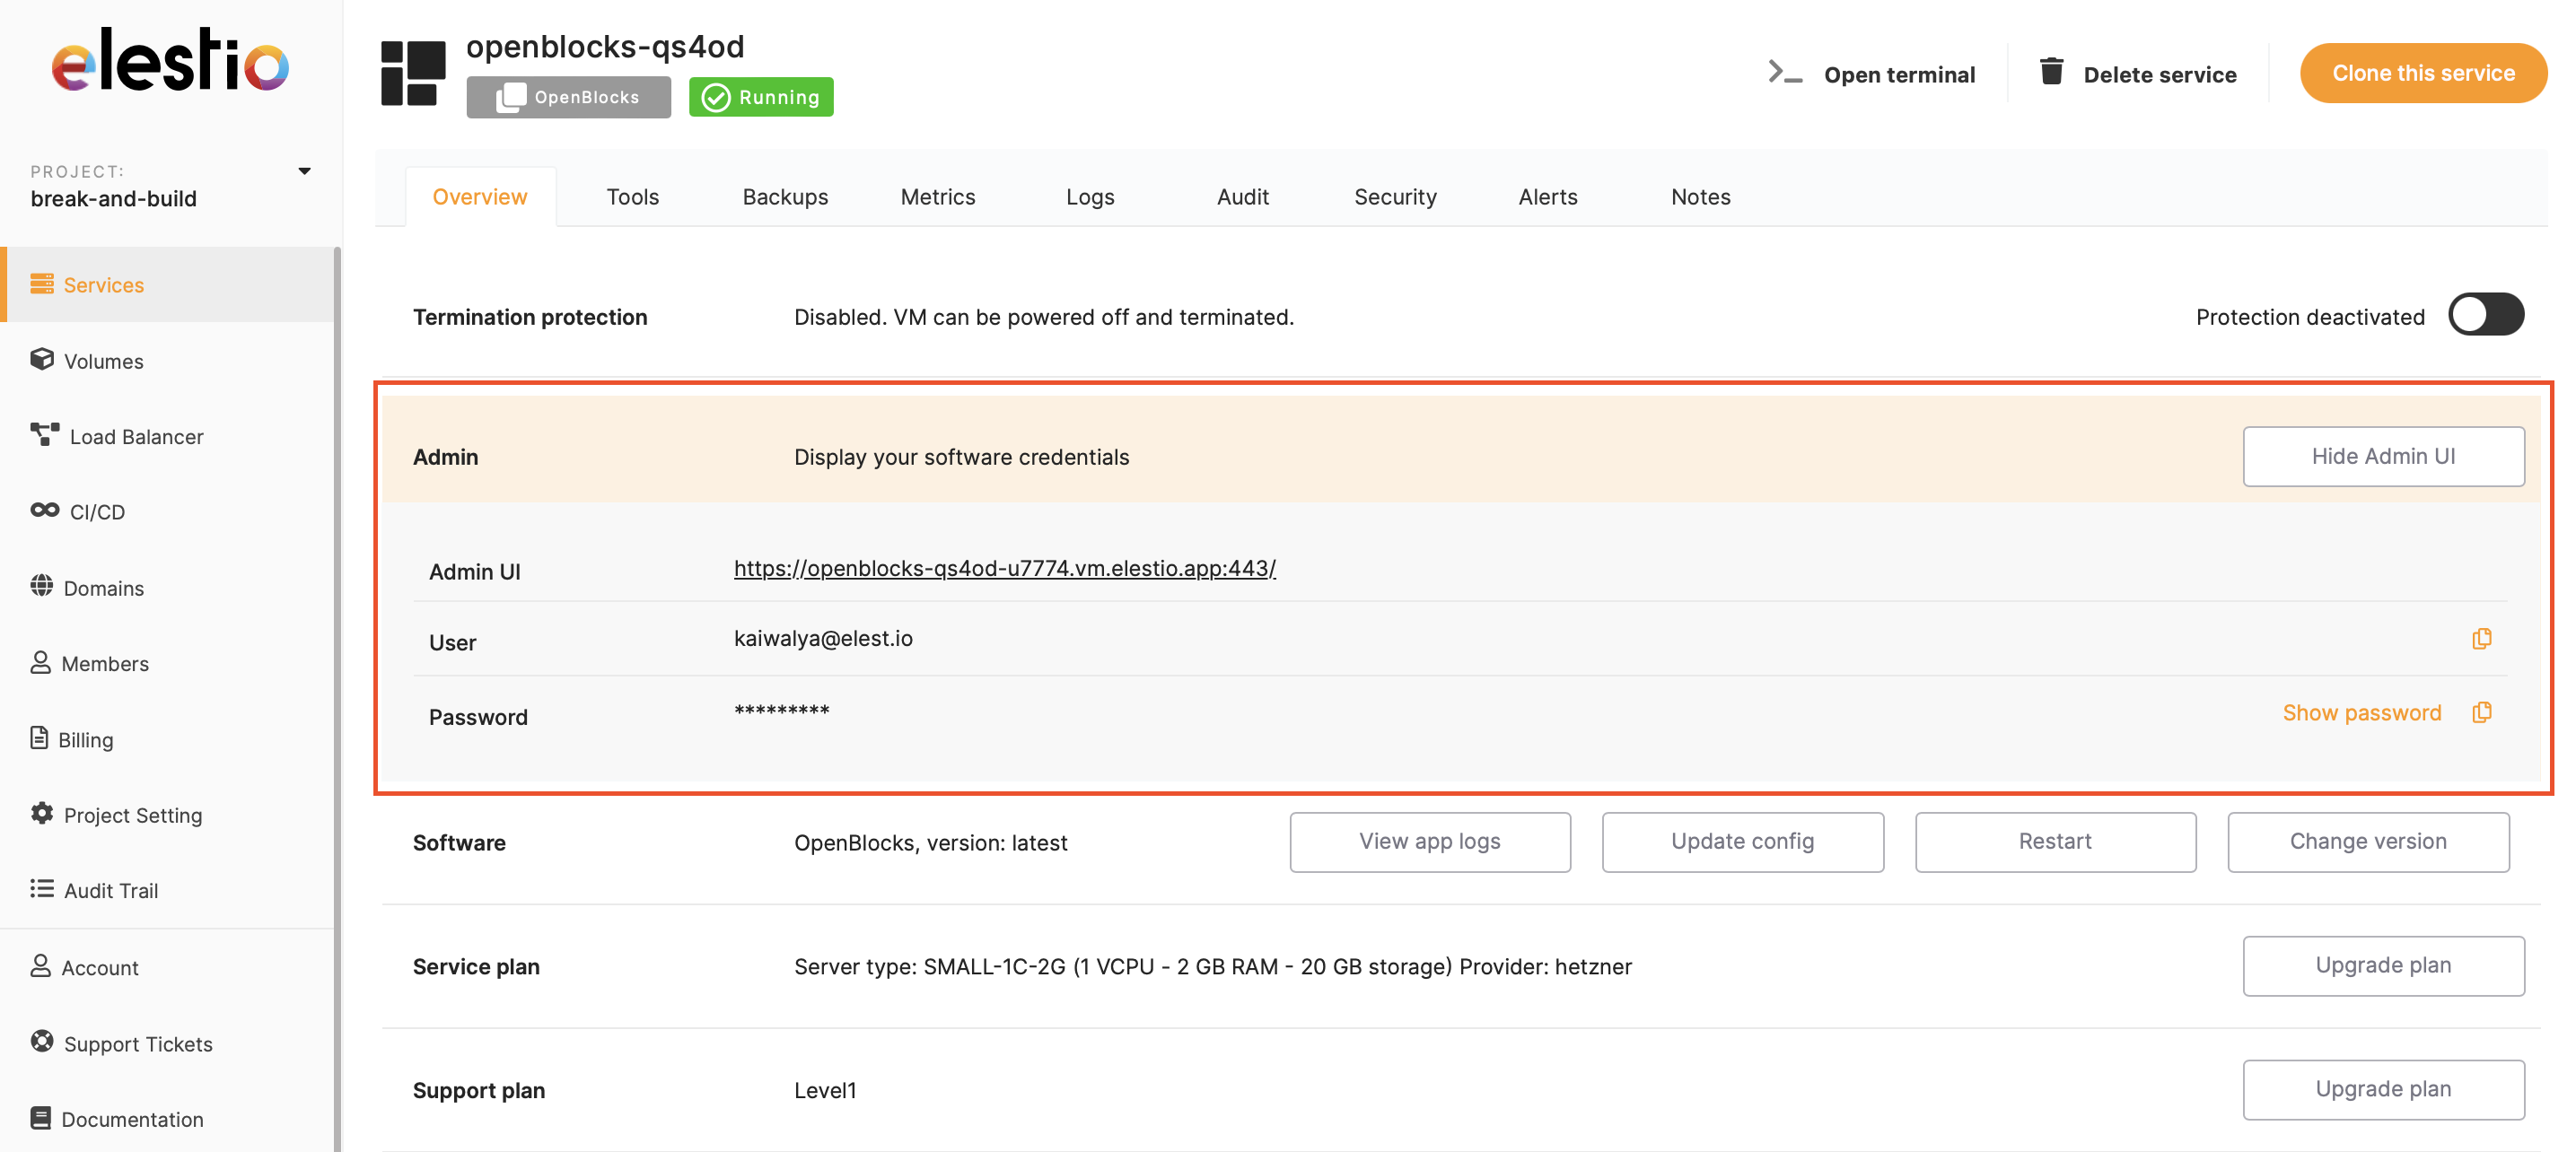 elestio
PROJECT:
break-and-build
Services
Volumes
Load Balancer
CI/CD
Domains
Members
Billing
Project Setting
Audit Trail
Account
Support Tickets
Documentation
openblocks-qs4od
OpenBlocks
Running
Open terminal
Delete service
Clone this service
Overview
Tools
Backups
Metrics
Logs
Audit
Security
Alerts
Notes
Termination protection
Disabled. VM can be powered off and terminated.
Protection deactivated
Admin
Display your software credentials
Hide Admin UI
Admin UI
https://openblocks-qs4od-u7774.vm.elestio.app:443/
User
kaiwalya@elest.io
Password
*********
Show password
Software
OpenBlocks, version: latest
View app logs
Update config
Restart
Change version
Service plan
Server type: SMALL-1C-2G (1 VCPU - 2 GB RAM - 20 GB storage) Provider: hetzner
Upgrade plan
Support plan
Level1
Upgrade plan